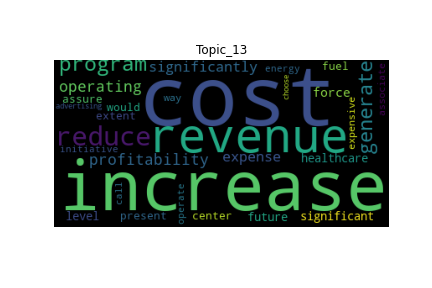 Topic_13
program significantly energy fuel
operating cost choose force generate associate
assure advertising way
extent would expensive
reduce revenue
initiative profitability expense healthcare
increase
call operate
level present center future significant